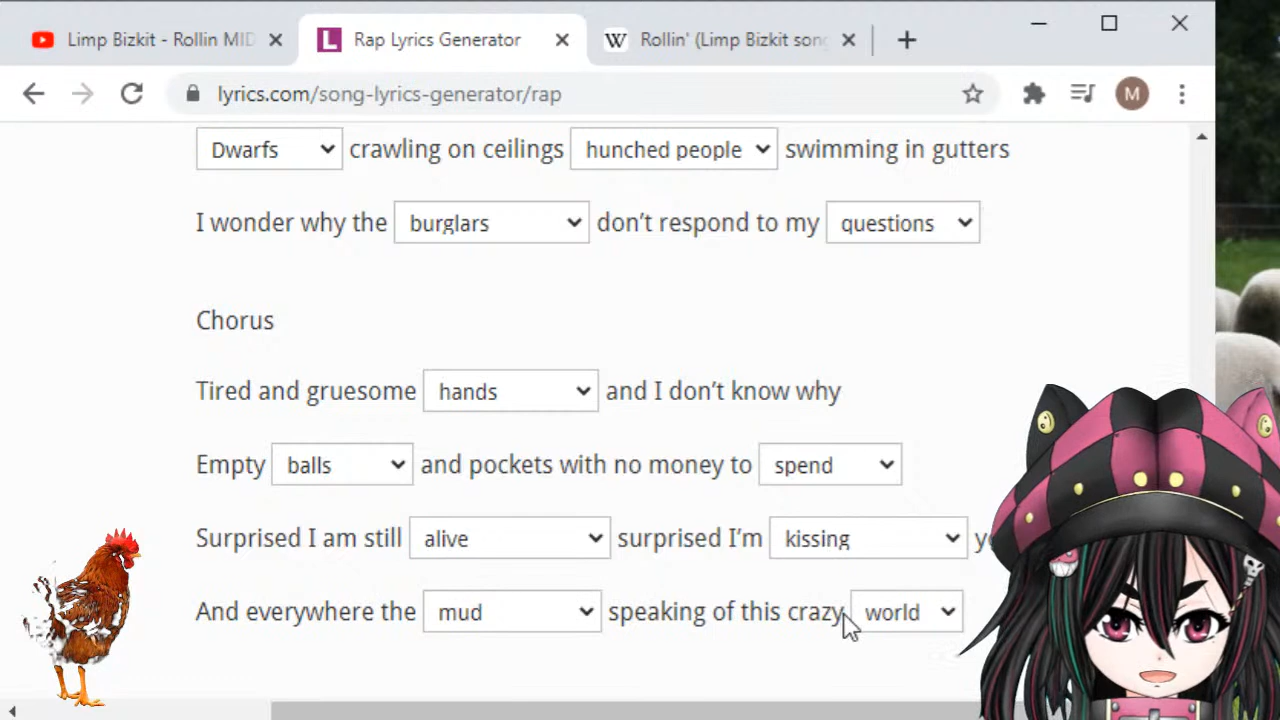 Limp Bizkit - Rollin MID
Rap Lyrics Generator
W
Rollin' (Limp Bizkit song
lyrics.com/song-lyrics-generator/rap
M
Dwarfs crawling on ceilings hunched people swimming in gutters
I wonder why the burglars don't respond to my questions
Chorus
Tired and gruesome hands and I don't know why
Empty balls and pockets with no money to spend
Surprised I am still alive surprised I'm kissing
And everywhere the mud speaking of this crazy world